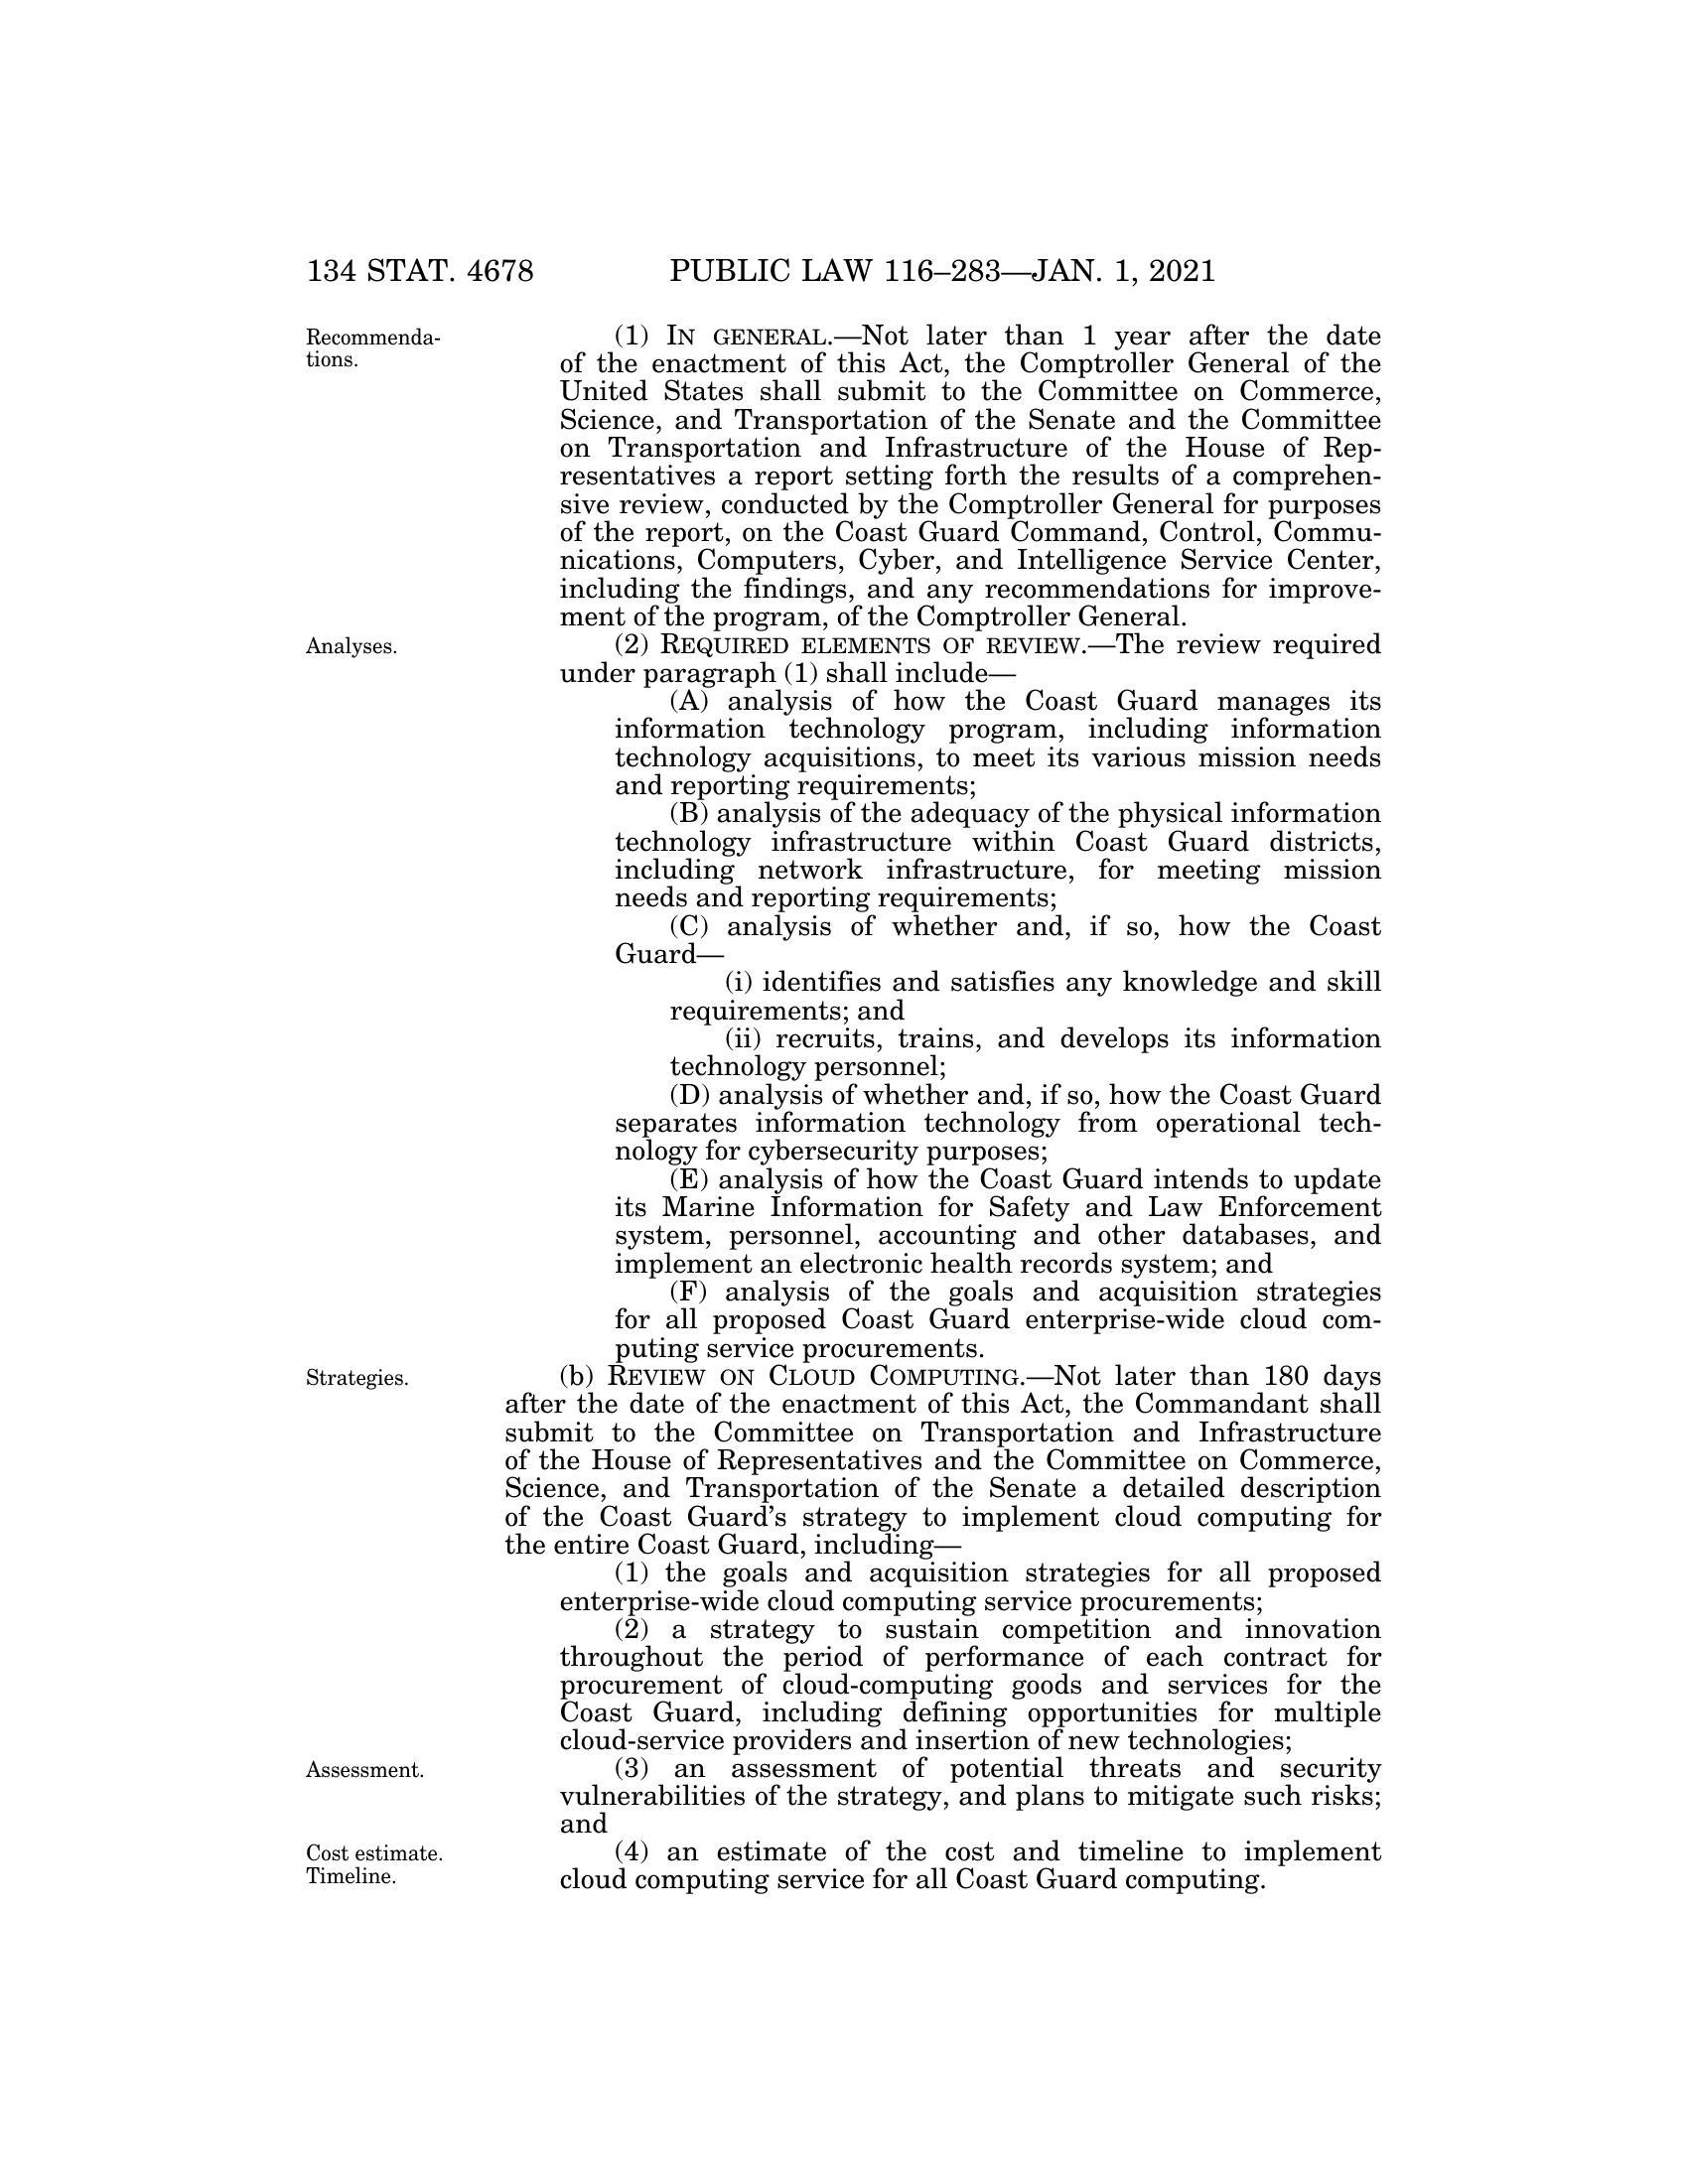 134 STAT. 4678 PUBLIC LAW 116–283—JAN. 1, 2021
Recommenda-
tions.
(1) IN GENERAL.—Not later than 1 year after the date
of the enactment of this Act, the Comptroller General of the
United States shall submit to the Committee on Commerce,
Science, and Transportation of the Senate and the Committee
on Transportation and Infrastructure of the House of Rep-
resentatives a report setting forth the results of a comprehen-
sive review, conducted by the Comptroller General for purposes
of the report, on the Coast Guard Command, Control, Commu-
nications, Computers, Cyber, and Intelligence Service Center,
including the findings, and any recommendations for improve-
ment of the program, of the Comptroller General.
Analyses.
(2) REQUIRED ELEMENTS OF REVIEW.—The review required
under paragraph (1) shall include—
(A) analysis of how the Coast Guard manages its
information technology program, including information
technology acquisitions, to meet its various mission needs
and reporting requirements;
(B) analysis of the adequacy of the physical information
technology infrastructure within Coast Guard districts,
including network infrastructure, for meeting mission
needs and reporting requirements;
(C) analysis of whether and, if so, how the Coast
Guard—
(i) identifies and satisfies any knowledge and skill
requirements; and
(ii) recruits, trains, and develops its information
technology personnel;
(D) analysis of whether and, if so, how the Coast Guard
separates information technology from operational tech-
nology for cybersecurity purposes;
(E) analysis of how the Coast Guard intends to update
its Marine Information for Safety and Law Enforcement
system, personnel, accounting and other databases, and
implement an electronic health records system; and
(F) analysis of the goals and acquisition strategies
for all proposed Coast Guard enterprise-wide cloud com-
puting service procurements.
Strategies.
(b) REVIEW ON CLOUD COMPUTING.—Not later than 180 days
after the date of the enactment of this Act, the Commandant shall
submit to the Committee on Transportation and Infrastructure
of the House of Representatives and the Committee on Commerce,
Science, and Transportation of the Senate a detailed description
of the Coast Guard's strategy to implement cloud computing for
the entire Coast Guard, including—
(1) the goals and acquisition strategies for all proposed
enterprise-wide cloud computing service procurements;
(2) a strategy to sustain competition and innovation
throughout the period of performance of each contract for
procurement of cloud-computing goods and services for the
Coast Guard, including defining opportunities for multiple
cloud-service providers and insertion of new technologies;
Assessment.
(3) an assessment of potential threats and security
vulnerabilities of the strategy, and plans to mitigate such risks;
and
Cost estimate.
Timeline.
(4) an estimate of the cost and timeline to implement
cloud computing service for all Coast Guard computing.